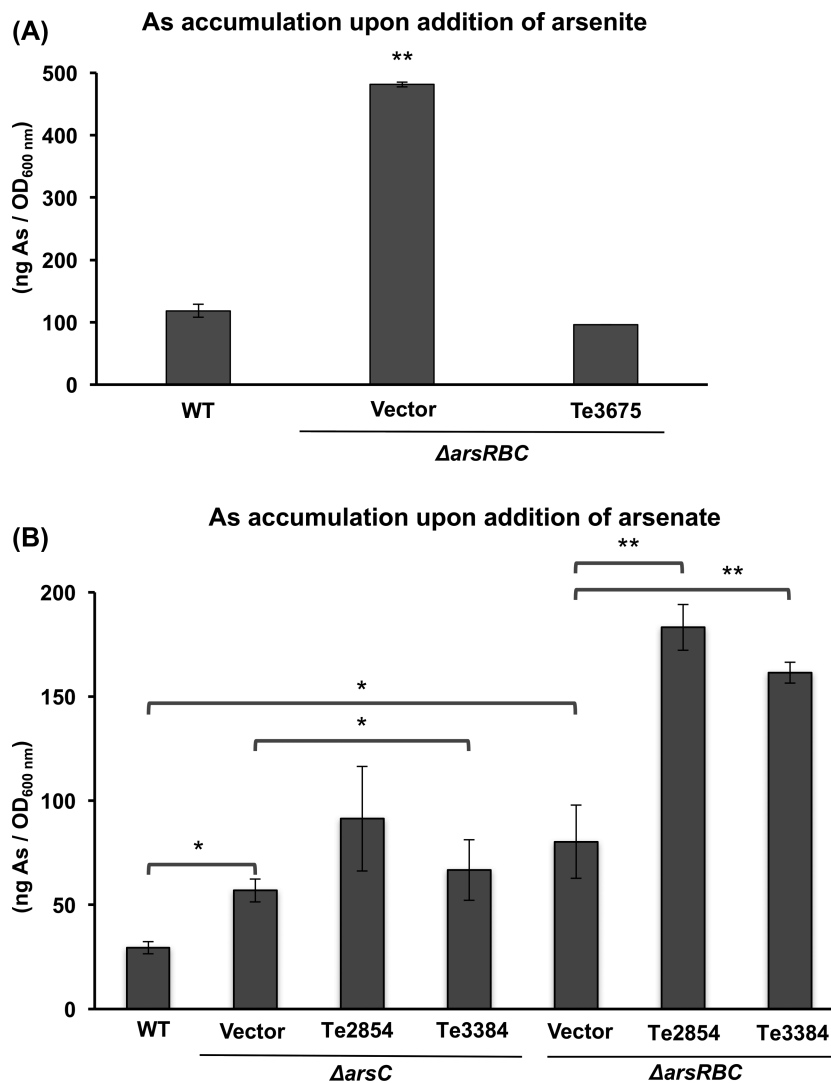 (A)
As accumulation upon addition of arsenite
**
500
400
300
200
100
0
(ng As / OD600 nm)
WT Vector Te3675
ΔarsRBC
(B)
As accumulation upon addition of arsenate
**
**
200
*
150
*
100
*
50
0
(ng As / OD600 nm)
WT Vector Te2854 Te3384 Vector Te2854 Te3384
ΔarsC ΔarsRBC